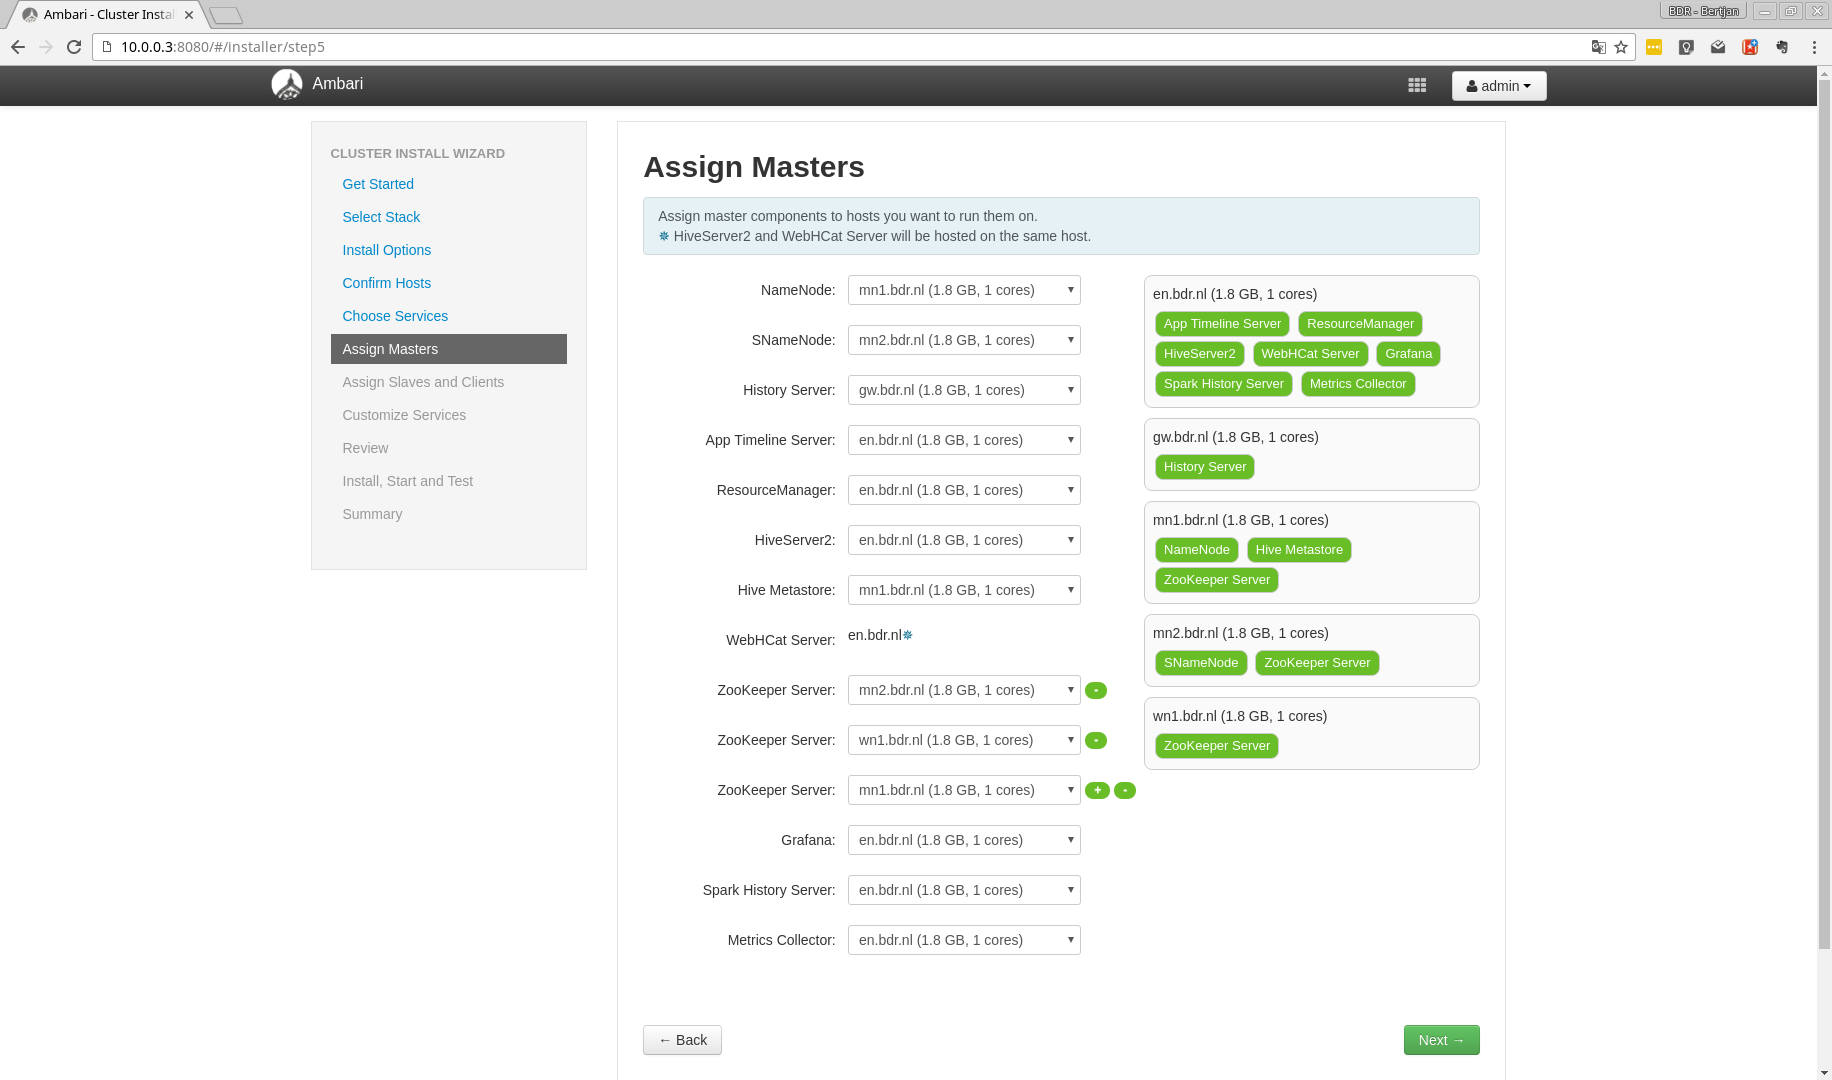 Ambari - Cluster Instal
BDR - Bertjan
10.0.0.3:8080/#/installer/step5
Ambari
admin
CLUSTER INSTALL WIZARD
Get Started
Select Stack
Install Options
Confirm Hosts
Choose Services
Assign Masters
Assign Slaves and Clients
Customize Services
Review
Install, Start and Test
Summary
Assign Masters
Assign master components to hosts you want to run them on.
✵ HiveServer2 and WebHCat Server will be hosted on the same host.
NameNode: mn1.bdr.nl (1.8 GB, 1 cores)
SNameNode: mn2.bdr.nl (1.8 GB, 1 cores)
History Server: gw.bdr.nl (1.8 GB, 1 cores)
App Timeline Server: en.bdr.nl (1.8 GB, 1 cores)
ResourceManager: en.bdr.nl (1.8 GB, 1 cores)
HiveServer2: en.bdr.nl (1.8 GB, 1 cores)
Hive Metastore: mn1.bdr.nl (1.8 GB, 1 cores)
WebHCat Server: en.bdr.nl✵
ZooKeeper Server: mn2.bdr.nl (1.8 GB, 1 cores) -
ZooKeeper Server: wn1.bdr.nl (1.8 GB, 1 cores) -
ZooKeeper Server: mn1.bdr.nl (1.8 GB, 1 cores) + -
Grafana: en.bdr.nl (1.8 GB, 1 cores)
Spark History Server: en.bdr.nl (1.8 GB, 1 cores)
Metrics Collector: en.bdr.nl (1.8 GB, 1 cores)
en.bdr.nl (1.8 GB, 1 cores)
App Timeline Server ResourceManager
HiveServer2 WebHCat Server Grafana
Spark History Server Metrics Collector
gw.bdr.nl (1.8 GB, 1 cores)
History Server
mn1.bdr.nl (1.8 GB, 1 cores)
NameNode Hive Metastore
ZooKeeper Server
mn2.bdr.nl (1.8 GB, 1 cores)
SNameNode ZooKeeper Server
wn1.bdr.nl (1.8 GB, 1 cores)
ZooKeeper Server
← Back
Next →